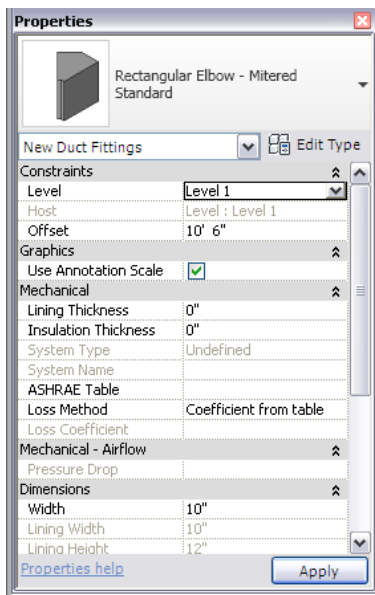 Properties
Rectangular Elbow - Mitered
Standard
New Duct Fittings Edit Type
Constraints
Level Level 1
Host Level : Level 1
Offset 10' 6"
Graphics
Use Annotation Scale
Mechanical
Lining Thickness 0"
Insulation Thickness 0"
System Type Undefined
System Name
ASHRAE Table
Loss Method Coefficient from table
Loss Coefficient
Mechanical - Airflow
Pressure Drop
Dimensions
Width 10"
Lining Width 10"
Lining Height 12"
Properties help Apply